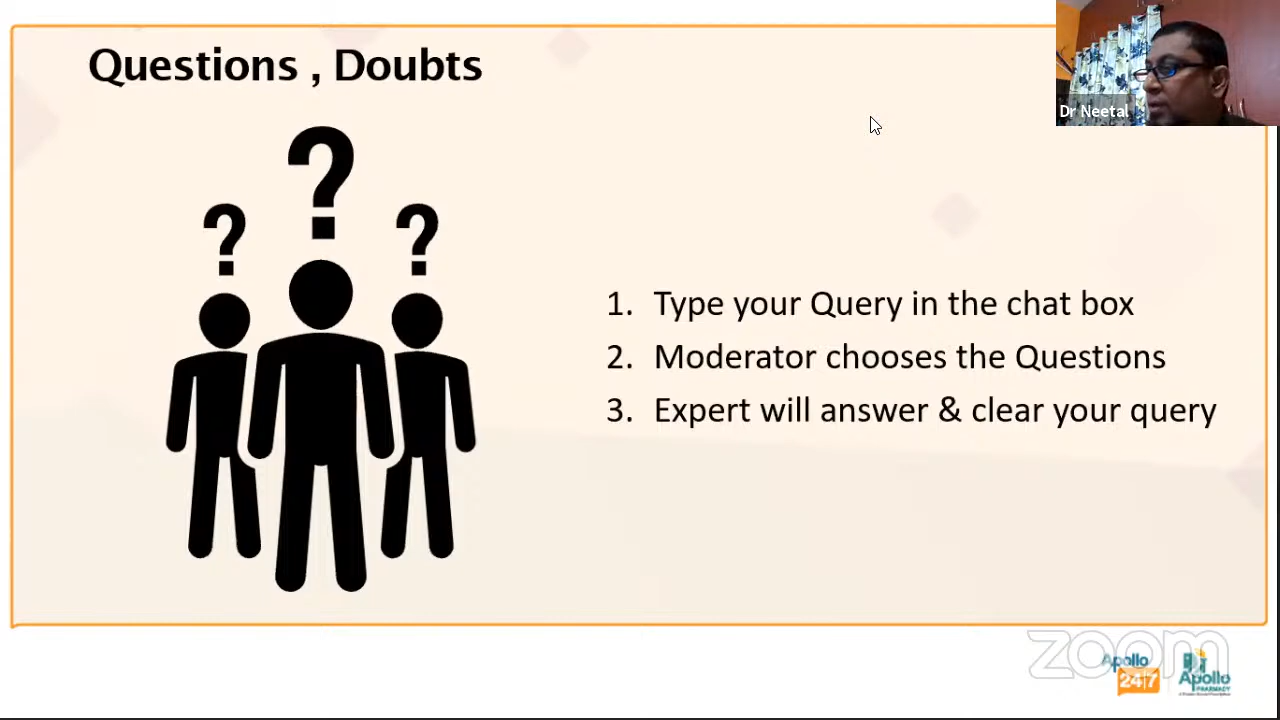 Questions , Doubts
Dr Neetal
?
?
?
1. Type your Query in the chat box
2. Moderator chooses the Questions
3. Expert will answer & clear your query
zoom
Apollo
24|7
Apollo
PHARMACY